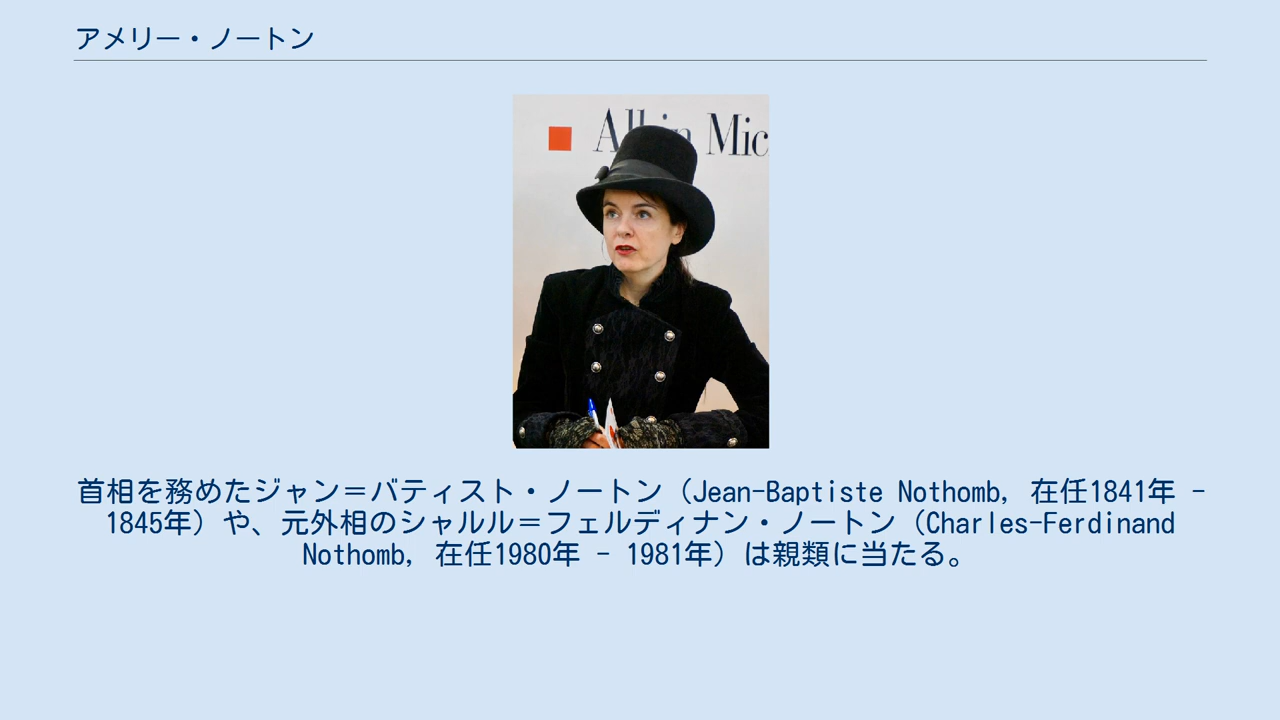 アメリー・ノートン
Albin Mic
首相を務めたジャン＝バティスト・ノートン（Jean-Baptiste Nothomb, 在任1841年 -
1845年）や、元外相のシャルル＝フェルディナン・ノートン（Charles-Ferdinand
Nothomb, 在任1980年 - 1981年）は親類に当たる。